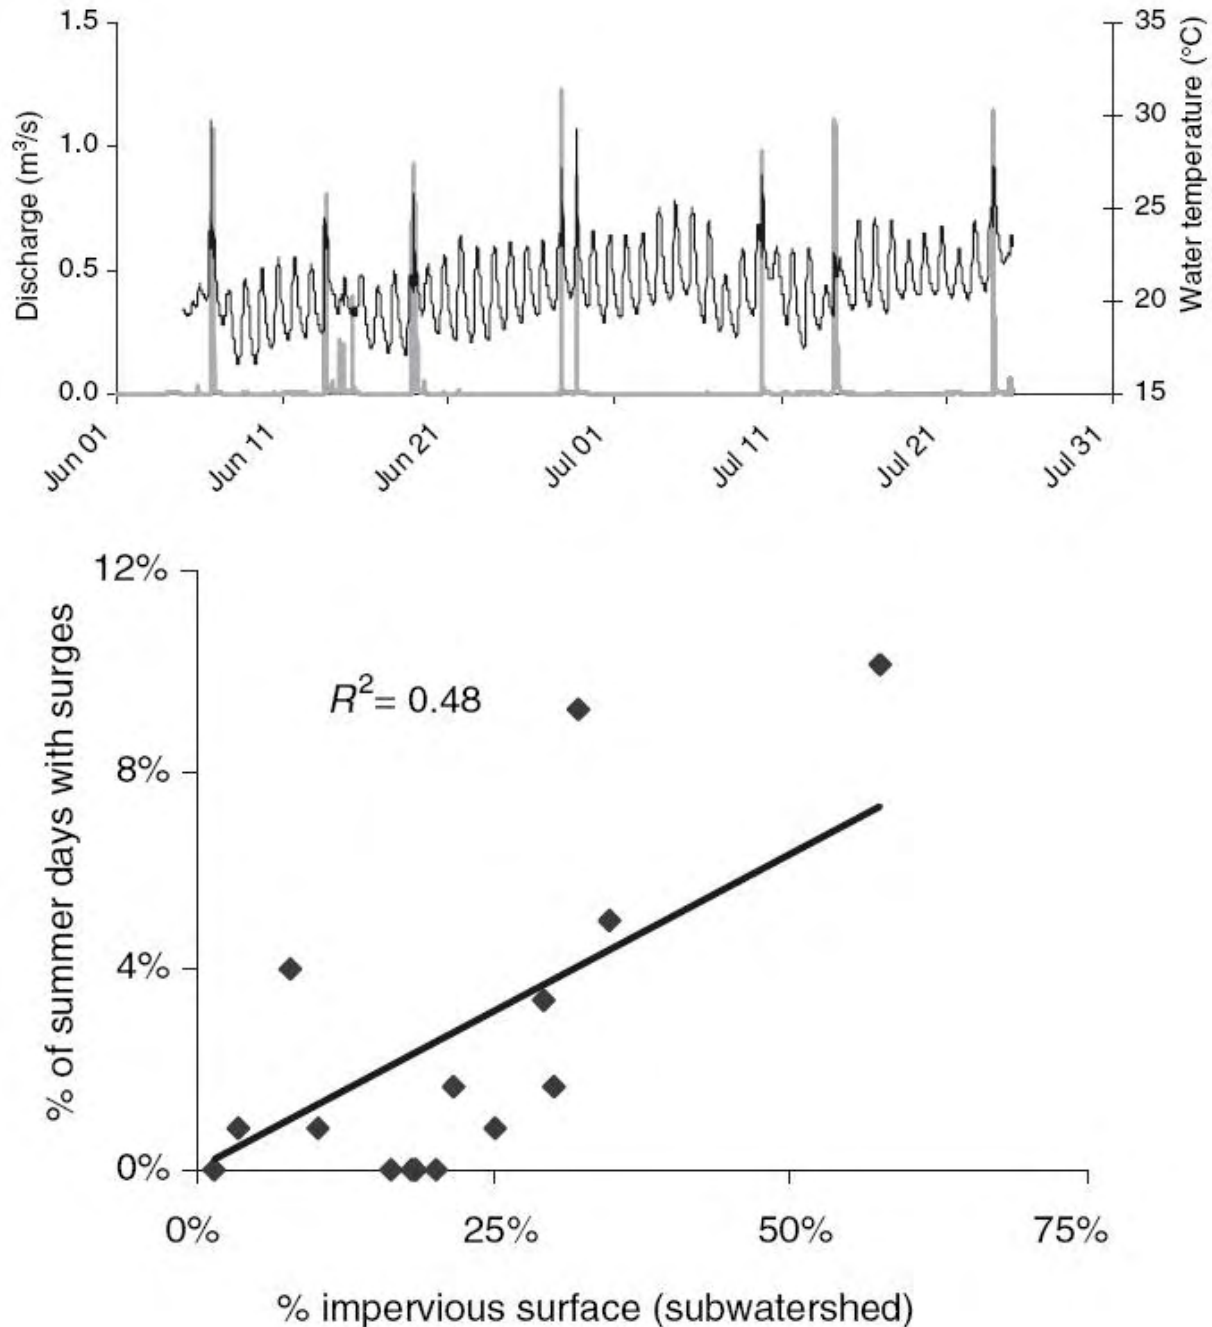 1.5
1.0
0.5
0.0
Discharge (m³/s)
35
30
25
20
15
Water temperature (°C)
Jun 01
Jun 11
Jun 21
Jul 01
Jul 11
Jul 21
Jul 31
12%
8%
4%
0%
% of summer days with surges
R²= 0.48
0%
25%
50%
75%
% impervious surface (subwatershed)